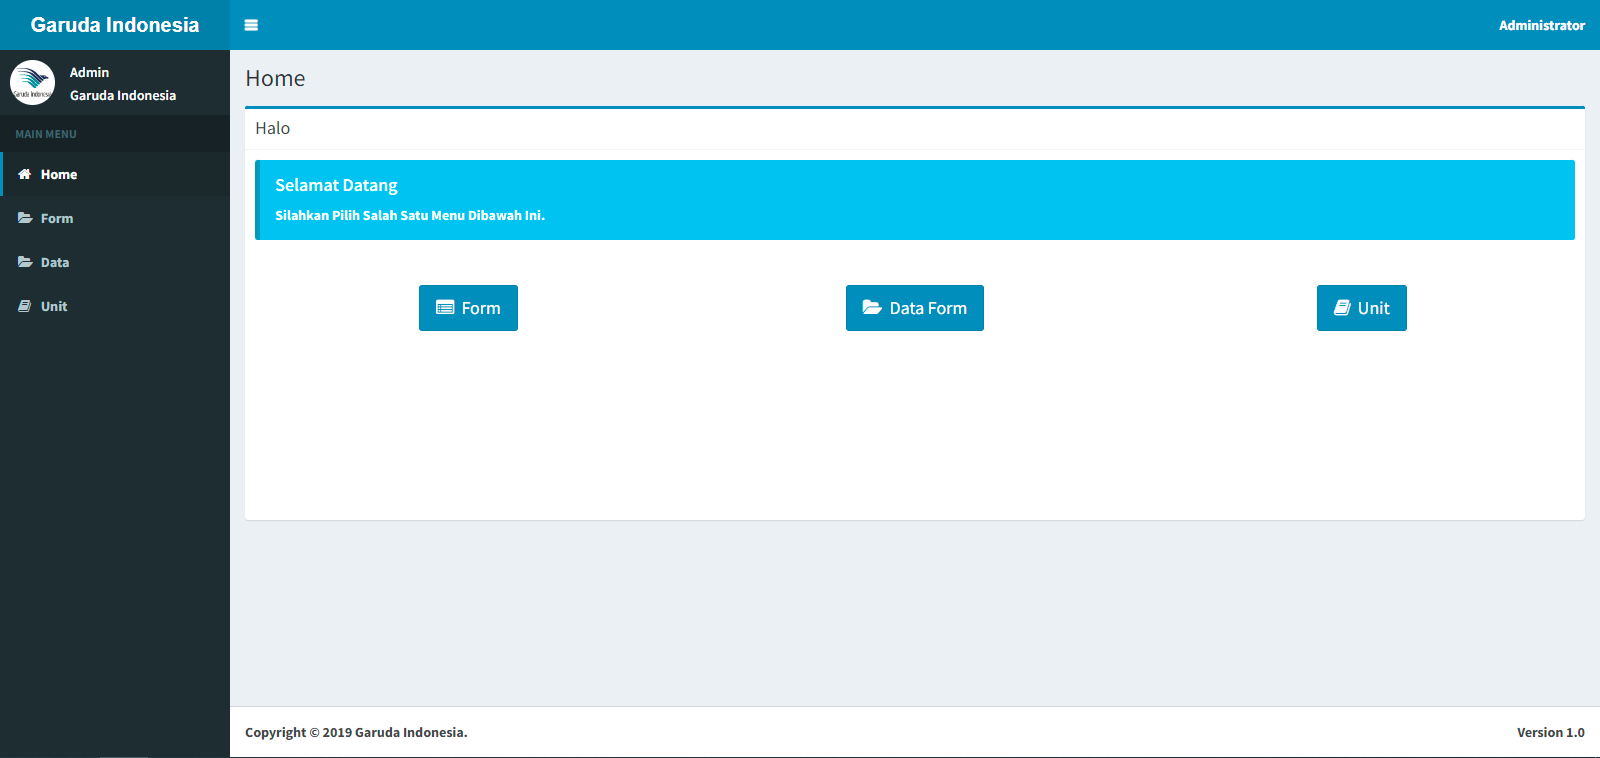 Garuda Indonesia
Administrator
Garuda Indonesia
Admin
Garuda Indonesia
MAIN MENU
Home
Form
Data
Unit
Home
Halo
Selamat Datang
Silahkan Pilih Salah Satu Menu Dibawah Ini.
Form
Data Form
Unit
Copyright © 2019 Garuda Indonesia.
Version 1.0